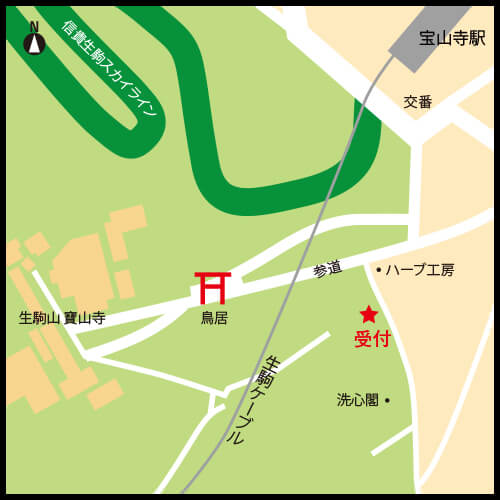 N
信貴生駒スカイライン
宝山寺駅
交番
参道
ハーブ工房
生駒山 寶山寺
鳥居
受付
生駒ケーブル
洗心閣